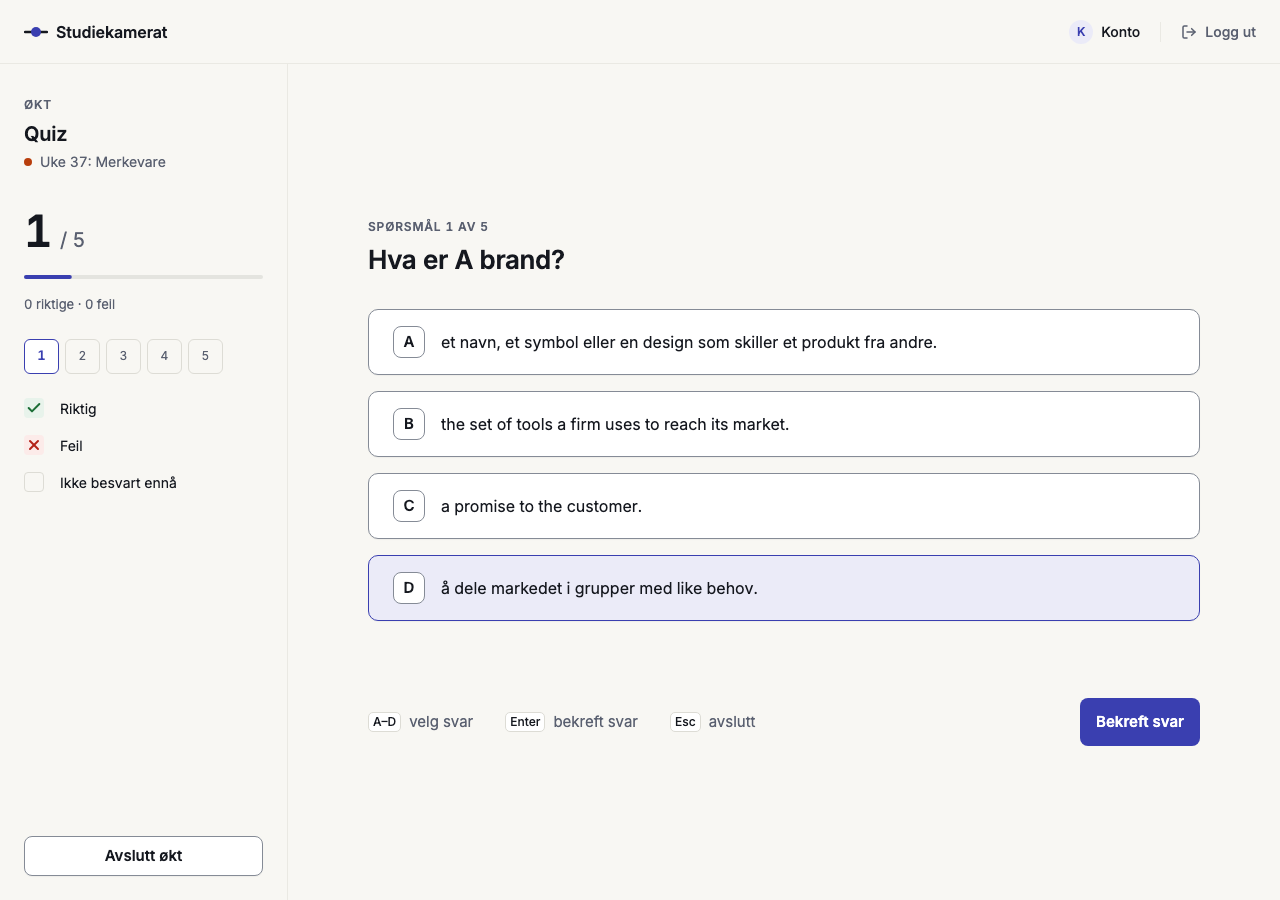 Studiekamerat
K Konto
Logg ut
ØKT
Quiz
Uke 37: Merkevare
1 / 5
0 riktige · 0 feil
1 2 3 4 5
Riktig
Feil
Ikke besvart ennå
Avslutt økt
SPØRSMÅL 1 AV 5
Hva er A brand?
A et navn, et symbol eller en design som skiller et produkt fra andre.
B the set of tools a firm uses to reach its market.
C a promise to the customer.
D å dele markedet i grupper med like behov.
A–D velg svar Enter bekreft svar Esc avslutt
Bekreft svar